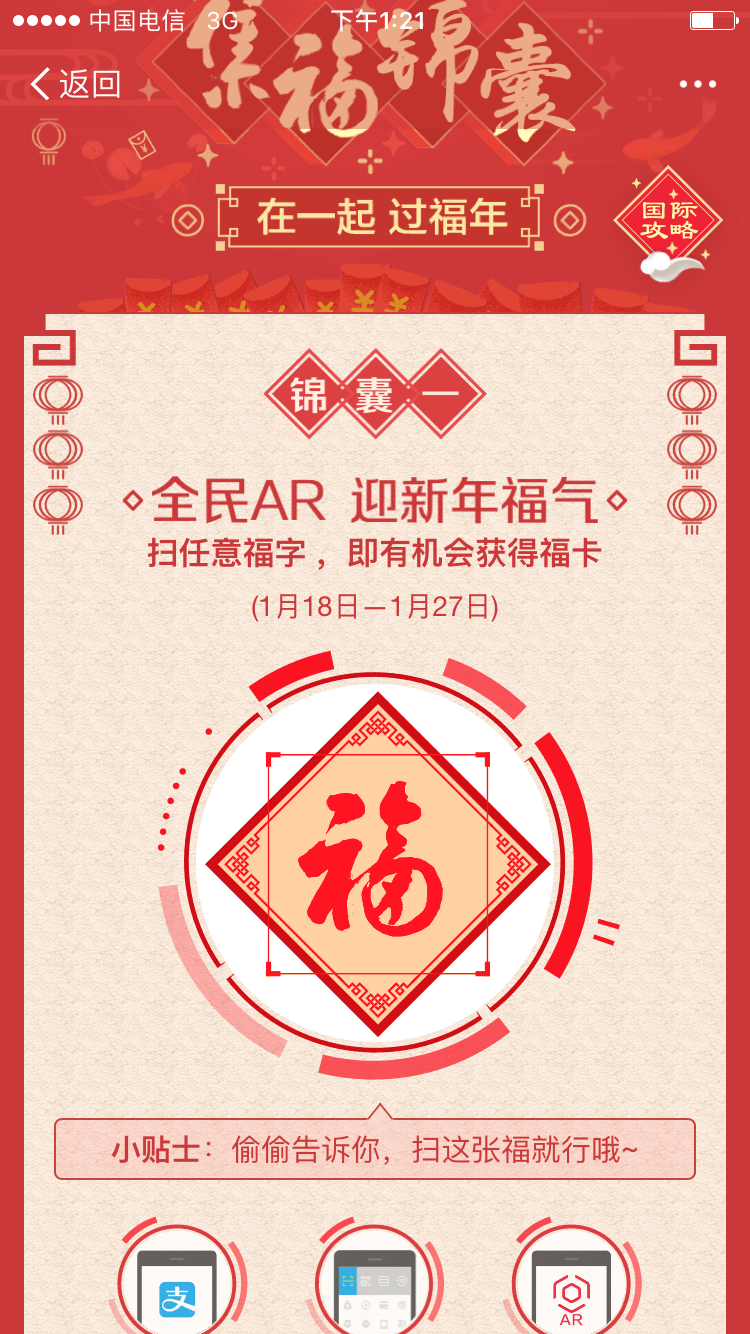 中国电信 3G 下午1:21
返回
集福锦囊
在一起 过福年
国际
攻略
锦囊一
全民AR 迎新年福气
扫任意福字，即有机会获得福卡
(1月18日—1月27日)
福
小贴士：偷偷告诉你，扫这张福就行哦~
支
AR